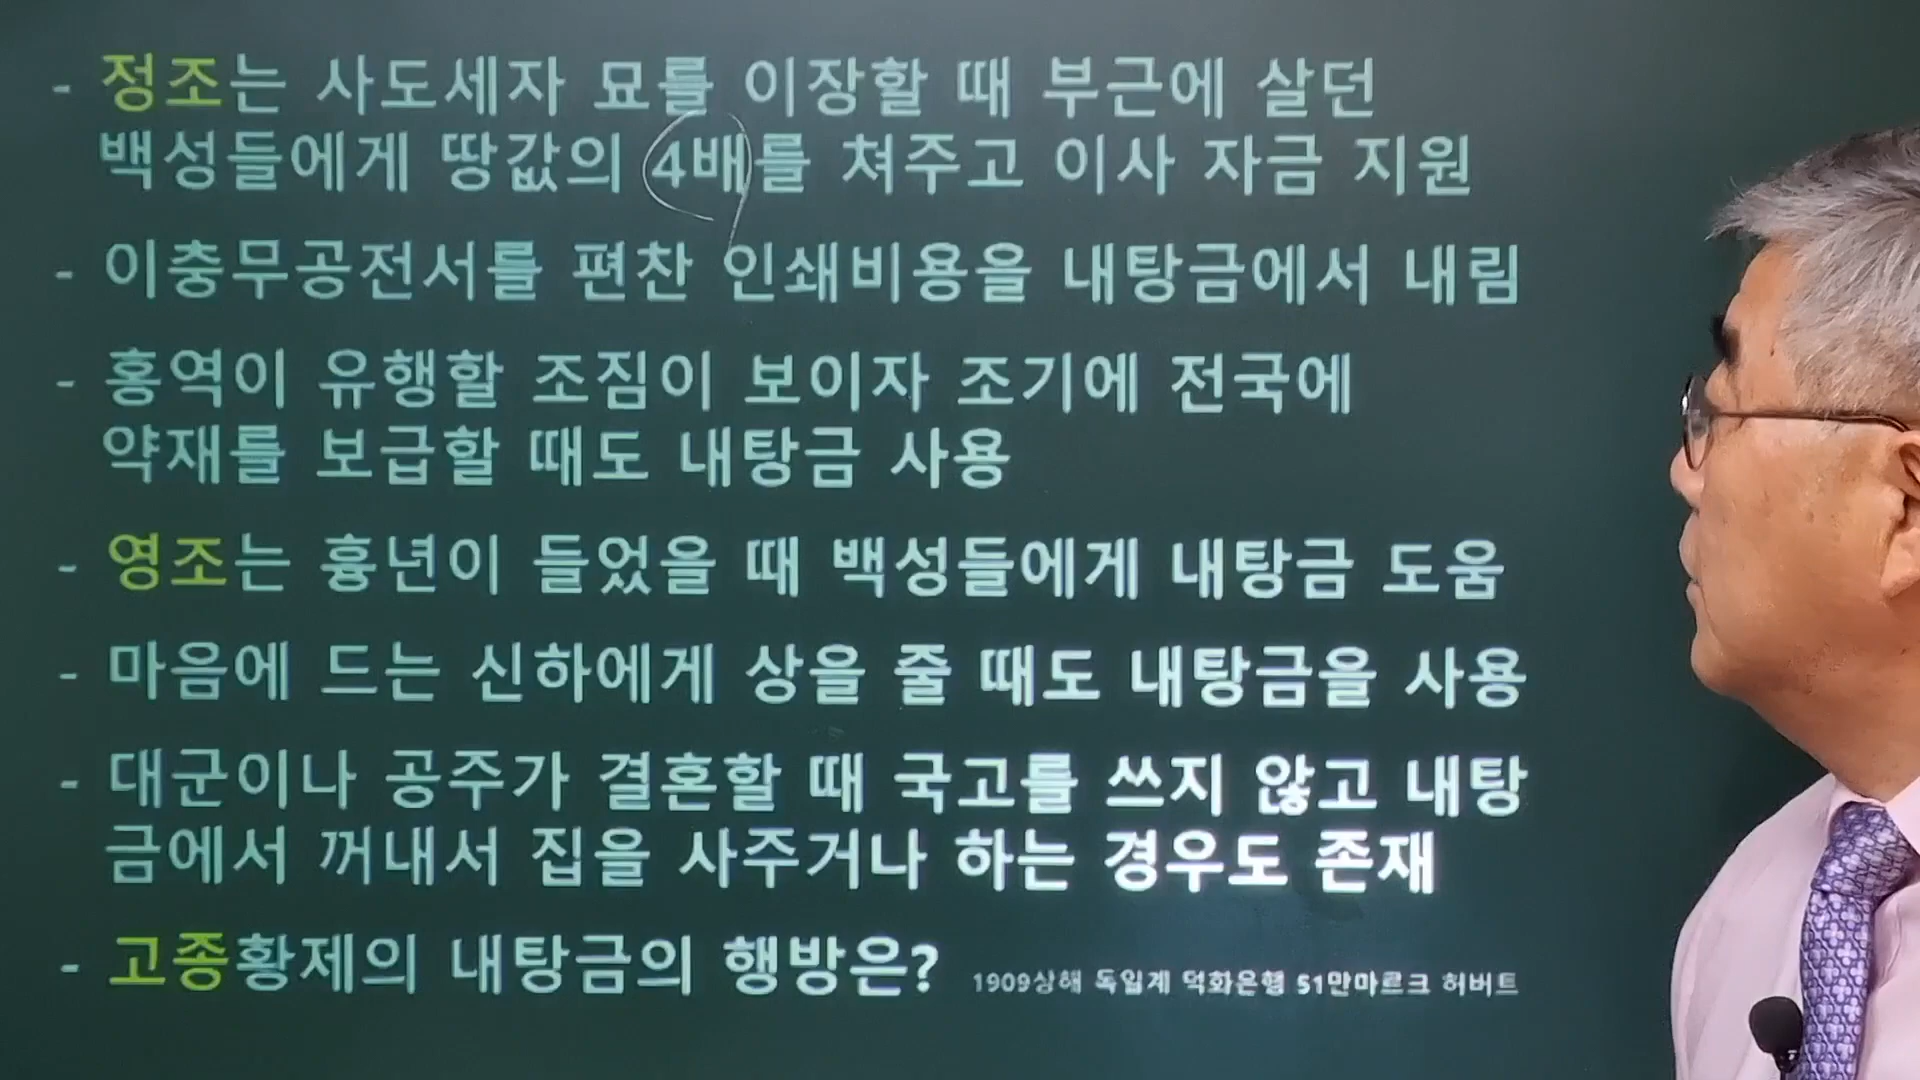 - 정조는 사도세자 묘를 이장할 때 부근에 살던
백성들에게 땅값의 4배를 쳐주고 이사 자금 지원
- 이충무공전서를 편찬 인쇄비용을 내탕금에서 내림
- 홍역이 유행할 조짐이 보이자 조기에 전국에
약재를 보급할 때도 내탕금 사용
- 영조는 흉년이 들었을 때 백성들에게 내탕금 도움
- 마음에 드는 신하에게 상을 줄 때도 내탕금을 사용
- 대군이나 공주가 결혼할 때 국고를 쓰지 않고 내탕
금에서 꺼내서 집을 사주거나 하는 경우도 존재
- 고종황제의 내탕금의 행방은? 1909상해 독일계 덕화은행 51만마르크 허버트